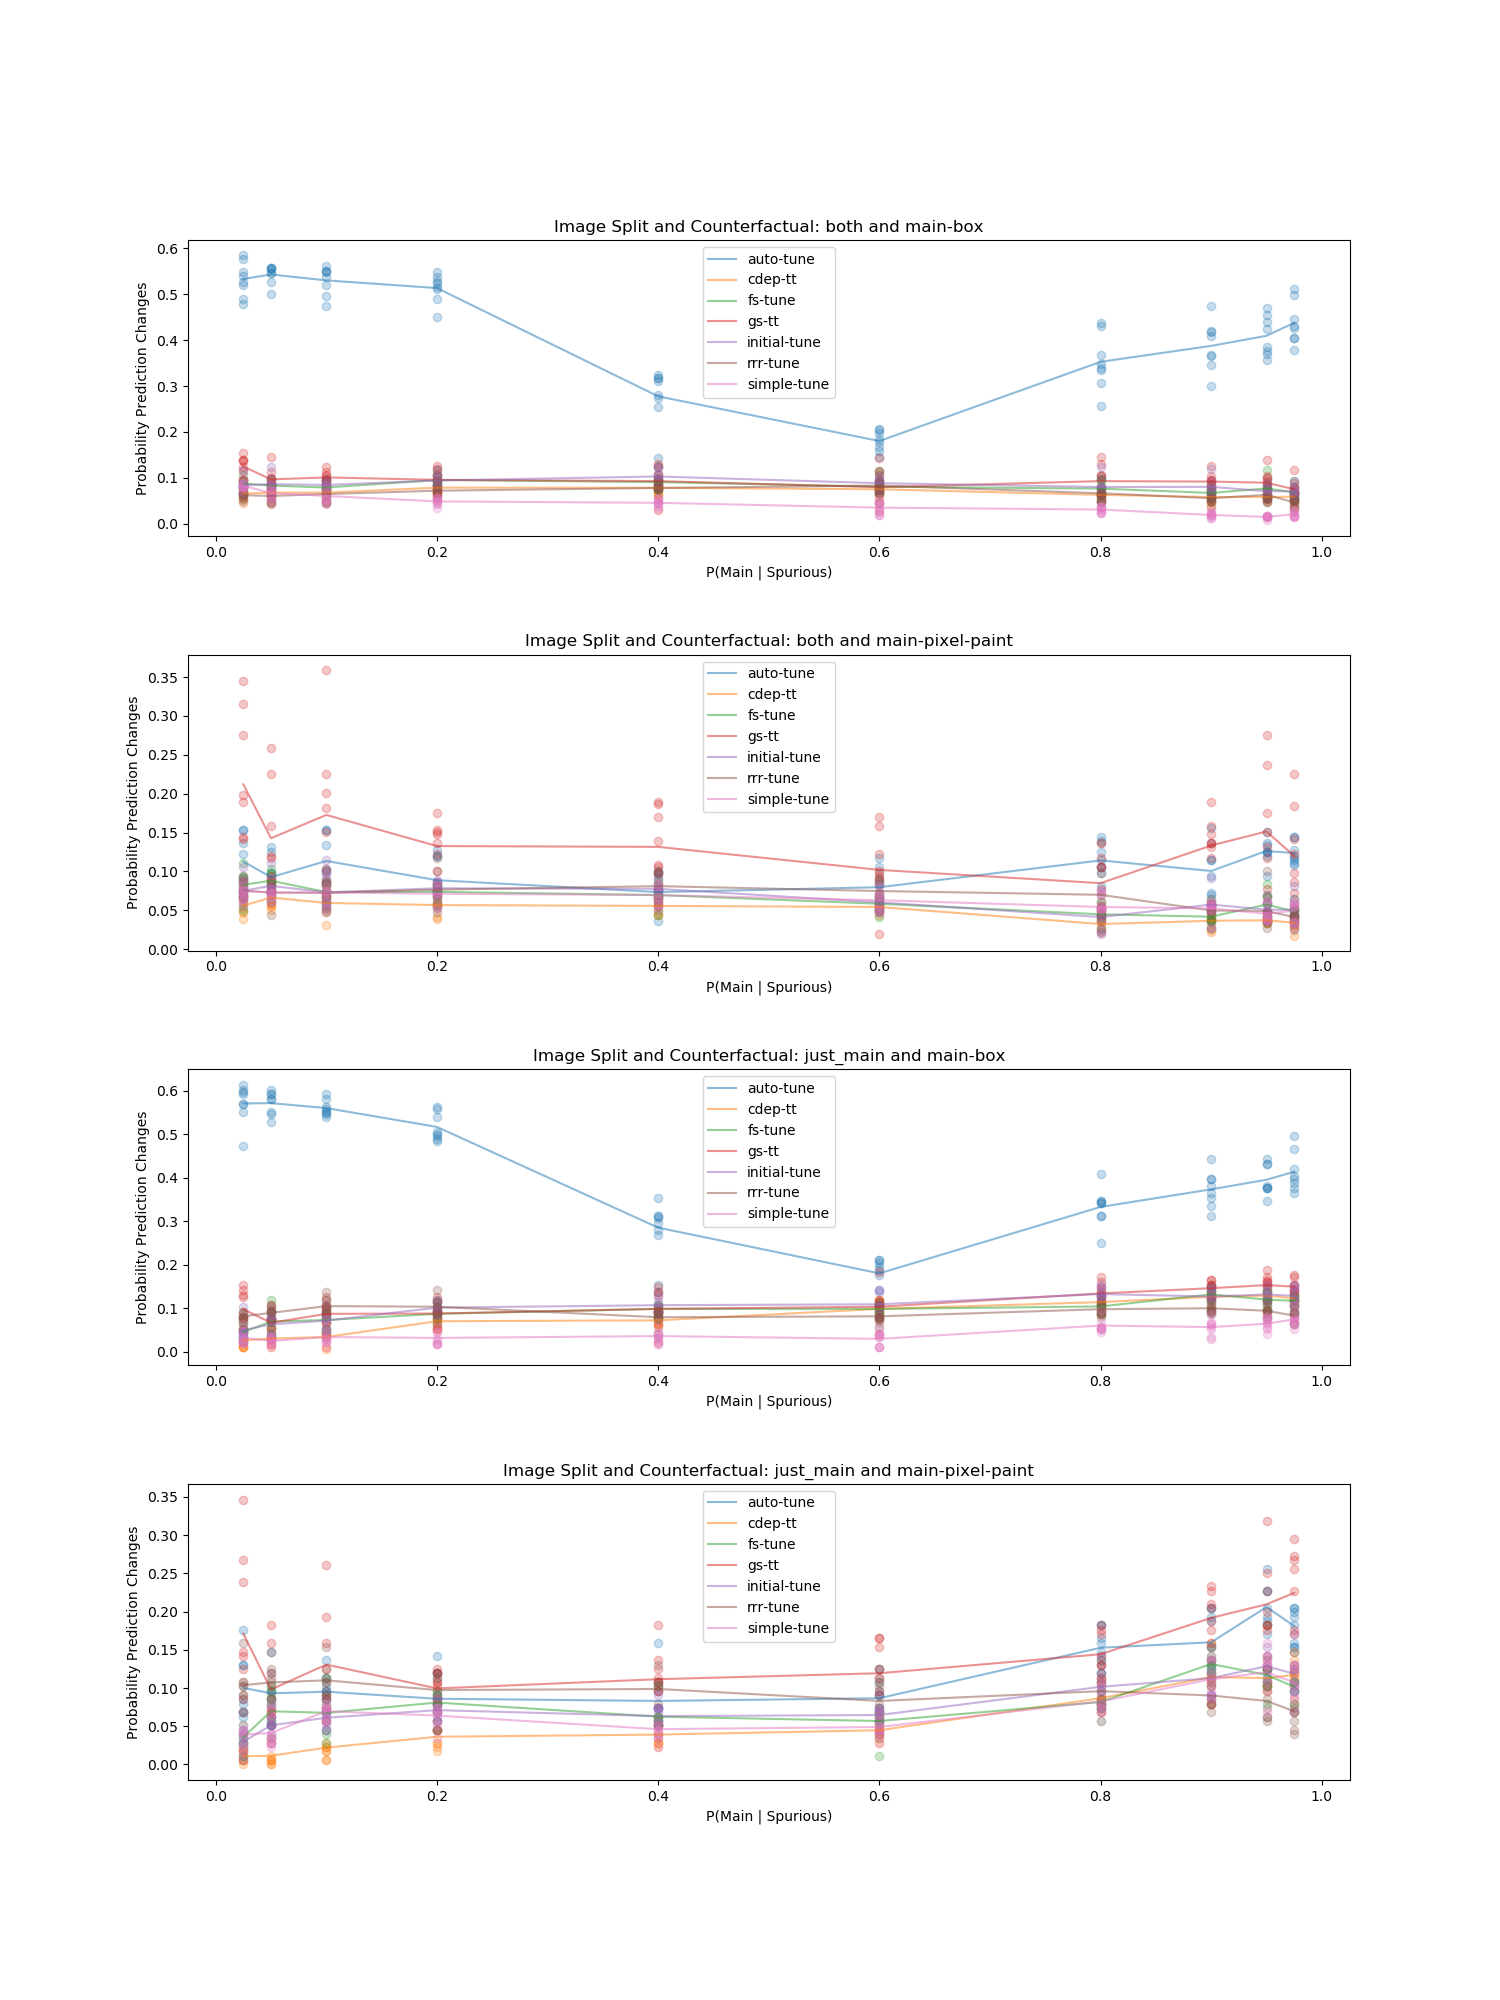 Image Split and Counterfactual: both and main-box
Probability Prediction Changes
0.6
0.5
0.4
0.3
0.2
0.1
0.0
auto-tune
cdep-tt
fs-tune
gs-tt
initial-tune
rrr-tune
simple-tune
0.0 0.2 0.4 0.6 0.8 1.0
P(Main | Spurious)
Image Split and Counterfactual: both and main-pixel-paint
Probability Prediction Changes
0.35
0.30
0.25
0.20
0.15
0.10
0.05
0.00
auto-tune
cdep-tt
fs-tune
gs-tt
initial-tune
rrr-tune
simple-tune
0.0 0.2 0.4 0.6 0.8 1.0
P(Main | Spurious)
Image Split and Counterfactual: just_main and main-box
Probability Prediction Changes
0.6
0.5
0.4
0.3
0.2
0.1
0.0
auto-tune
cdep-tt
fs-tune
gs-tt
initial-tune
rrr-tune
simple-tune
0.0 0.2 0.4 0.6 0.8 1.0
P(Main | Spurious)
Image Split and Counterfactual: just_main and main-pixel-paint
Probability Prediction Changes
0.35
0.30
0.25
0.20
0.15
0.10
0.05
0.00
auto-tune
cdep-tt
fs-tune
gs-tt
initial-tune
rrr-tune
simple-tune
0.0 0.2 0.4 0.6 0.8 1.0
P(Main | Spurious)